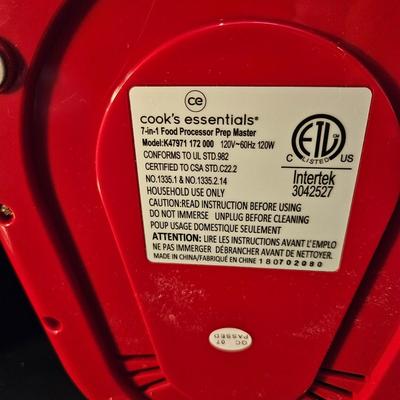 ce
cook's essentials®
7-in-1 Food Processor Prep Master
Model:K47971 172 000 120V~60Hz 120W
CONFORMS TO UL STD.982
CERTIFIED TO CSA STD.C22.2
NO.1335.1 & NO.1335.2.14
HOUSEHOLD USE ONLY
CAUTION:READ INSTRUCTION BEFORE USING
DO NOT IMMERSE UNPLUG BEFORE CLEANING
POUP USAGE DOMESTIQUE SEULEMENT
ATTENTION: LIRE LES INSTRUCTIONS AVANT L'EMPLO
NE PAS IMMERGER DÉBRANCHER AVANT DE NETTOYER.
MADE IN CHINA/FABRIQUÉ EN CHINE 180702080
ETL
C LISTED US
Intertek
3042527
QC 07
PASSED